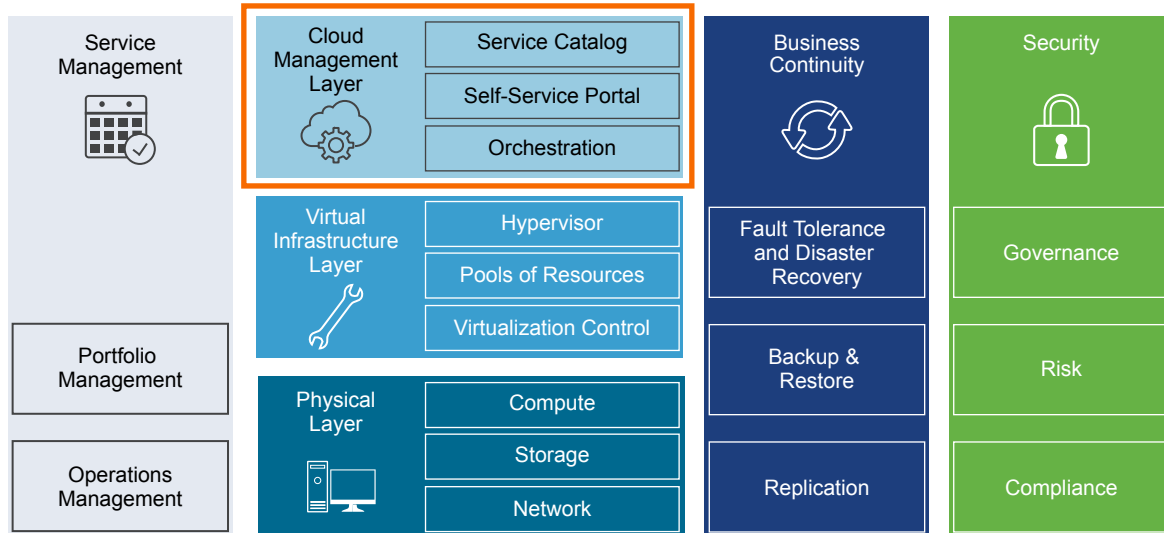 Service
Management
Portfolio
Management
Operations
Management
Cloud
Management
Layer
Service Catalog
Self-Service Portal
Orchestration
Virtual
Infrastructure
Layer
Hypervisor
Pools of Resources
Virtualization Control
Physical
Layer
Compute
Storage
Network
Business
Continuity
Fault Tolerance
and Disaster
Recovery
Backup &
Restore
Replication
Security
Governance
Risk
Compliance